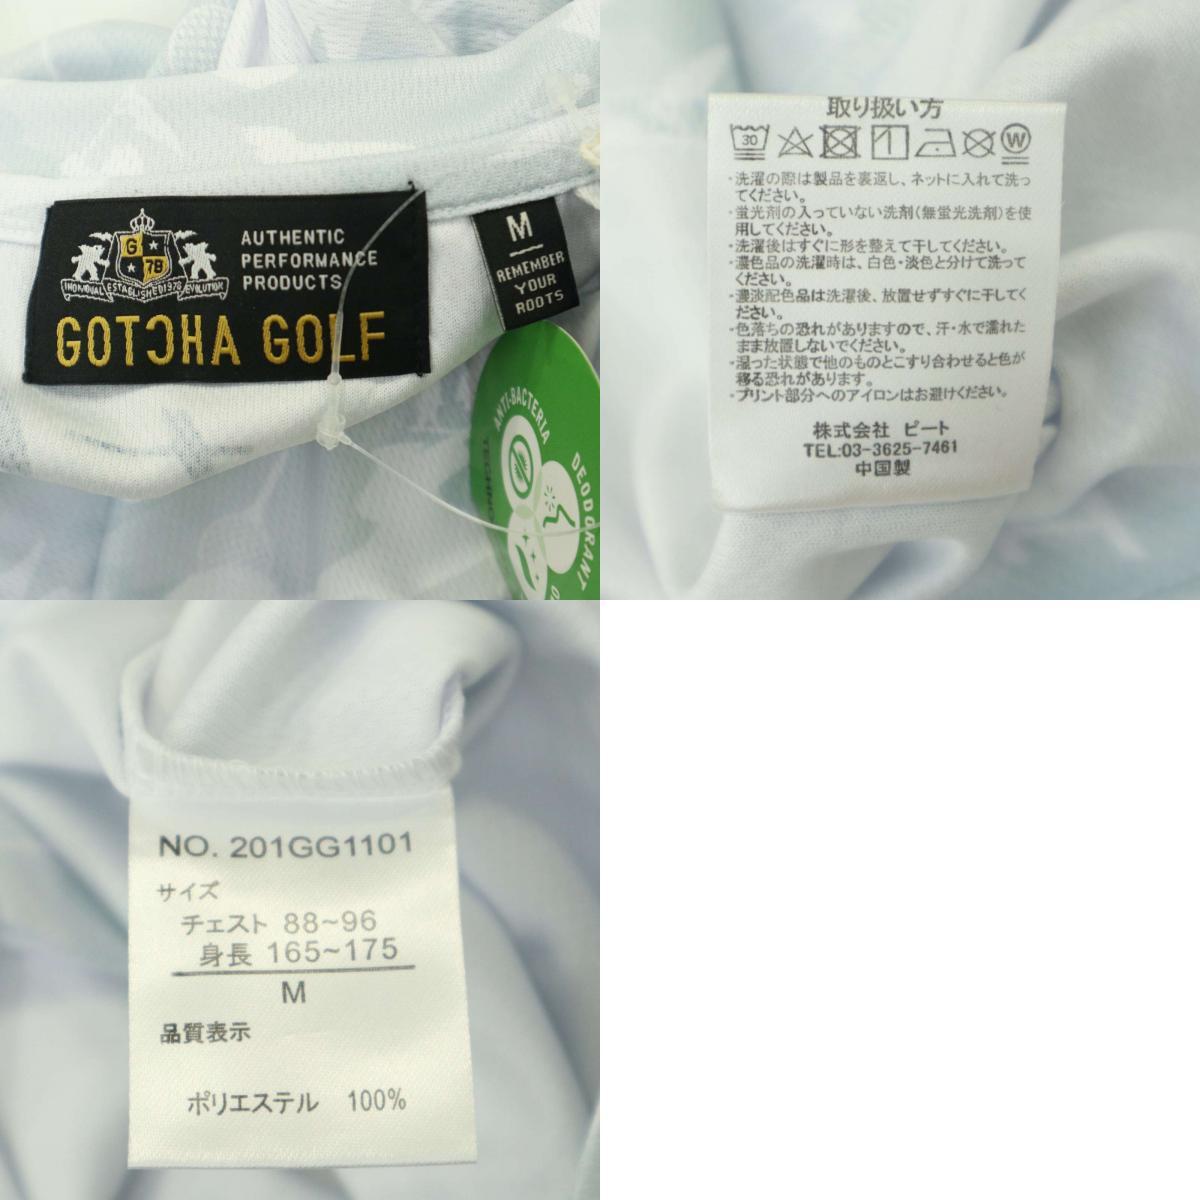 G
78
INDIVIDUAL ESTABLISHED 1978 EVOLUTION
AUTHENTIC
PERFORMANCE
PRODUCTS
GOTCHA GOLF
M
REMEMBER
YOUR
ROOTS
ANTI-BACTERIA
DEODORANT
取り扱い方
30
W
・洗濯の際は製品を裏返し、ネットに入れて洗っ
てください。
・蛍光剤の入っていない洗剤(無蛍光洗剤)を使
用してください。
・洗濯後はすぐに形を整えて干してください。
・濃色品の洗濯時は、白色・淡色と分けて洗って
ください。
・濃淡配色品は洗濯後、放置せずすぐに干してく
ださい。
・色落ちの恐れがありますので、汗・水で濡れた
まま放置しないでください。
・湿った状態で他のものとこすり合わせると色が
移る恐れがあります。
・プリント部分へのアイロンはお避けください。
株式会社 ビート
TEL:03-3625-7461
中国製
NO. 201GG1101
サイズ
チェスト 88~96
身長 165~175
M
品質表示
ポリエステル 100%